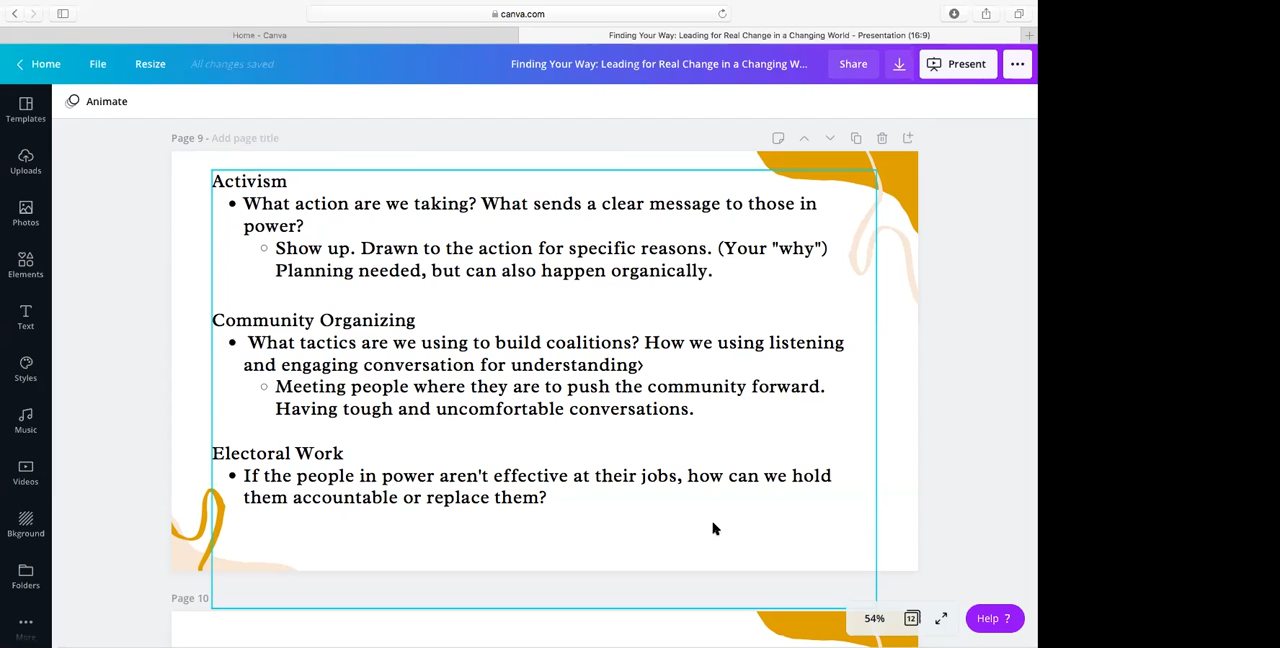 canva.com
Home - Canva
Finding Your Way: Leading for Real Change in a Changing World - Presentation (16:9)
Home File Resize All changes saved Finding Your Way: Leading for Real Change in a Changing W... Share Present
Animate
Templates
Uploads
Photos
Elements
Text
Styles
Music
Videos
Bkground
Folders
More
Page 9 - Add page title
Activism
• What action are we taking? What sends a clear message to those in
power?
○ Show up. Drawn to the action for specific reasons. (Your "why")
Planning needed, but can also happen organically.
Community Organizing
• What tactics are we using to build coalitions? How we using listening
and engaging conversation for understanding>
○ Meeting people where they are to push the community forward.
Having tough and uncomfortable conversations.
Electoral Work
• If the people in power aren't effective at their jobs, how can we hold
them accountable or replace them?
Page 10
54% 12 Help ?